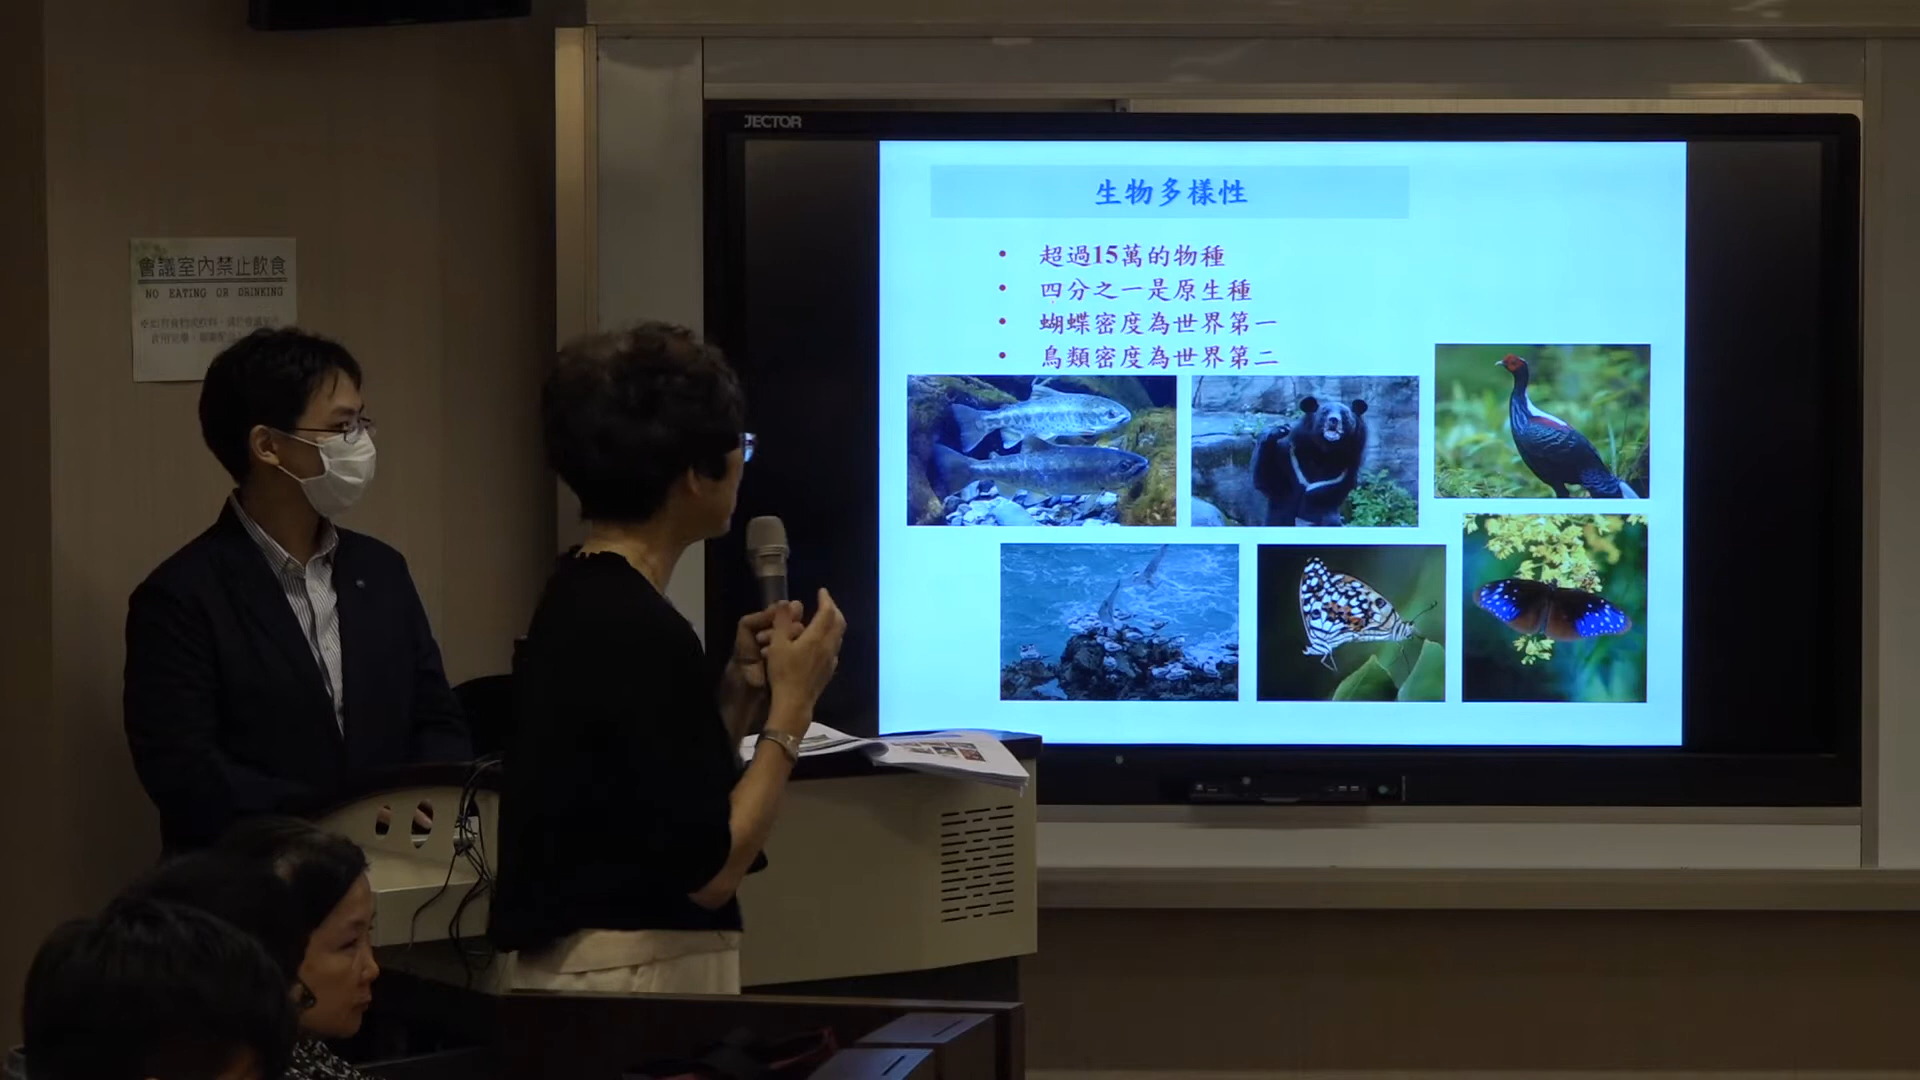 JECTOR
生物多樣性
• 超過15萬的物種
• 四分之一是原生種
• 蝴蝶密度為世界第一
• 鳥類密度為世界第二
會議室內禁止飲食
NO EATING OR DRINKING